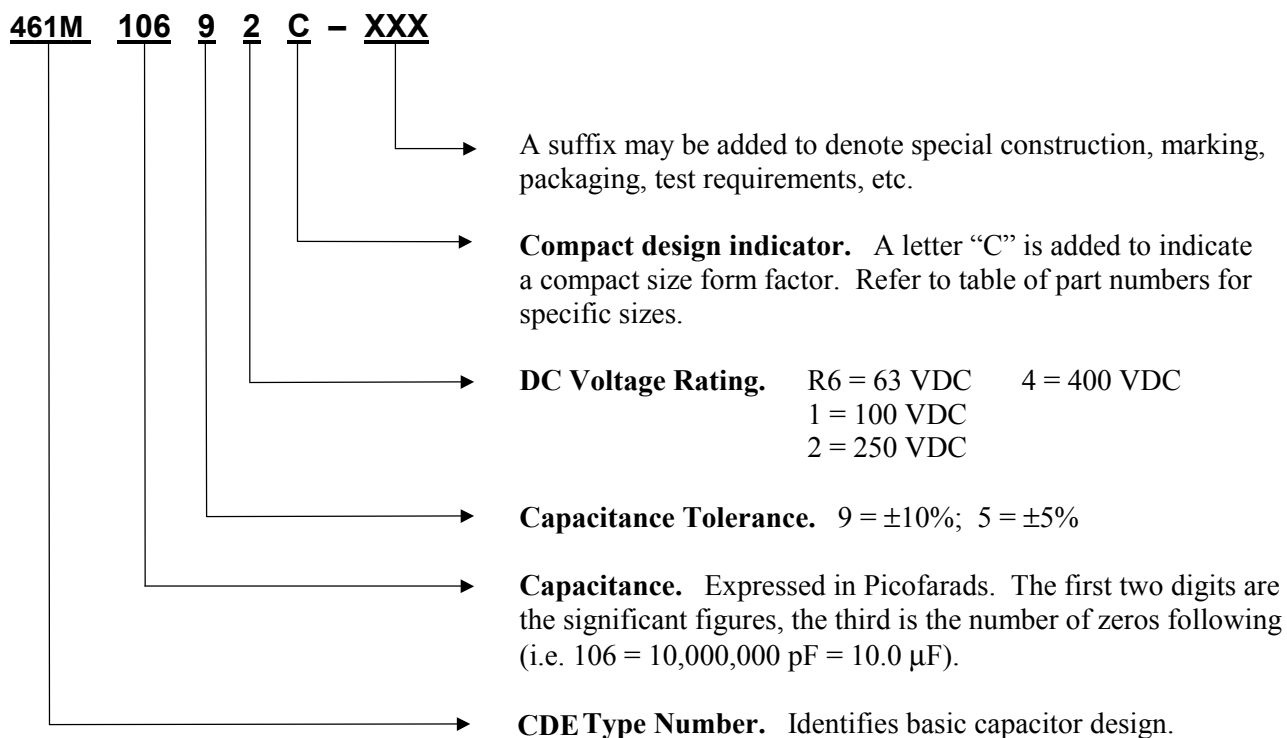 461M 106 9 2 C – XXX
A suffix may be added to denote special construction, marking,
packaging, test requirements, etc.
Compact design indicator. A letter “C” is added to indicate
a compact size form factor. Refer to table of part numbers for
specific sizes.
DC Voltage Rating. R6 = 63 VDC 4 = 400 VDC
1 = 100 VDC
2 = 250 VDC
Capacitance Tolerance. 9 = ±10%; 5 = ±5%
Capacitance. Expressed in Picofarads. The first two digits are
the significant figures, the third is the number of zeros following
(i.e. 106 = 10,000,000 pF = 10.0 µF).
CDE Type Number. Identifies basic capacitor design.